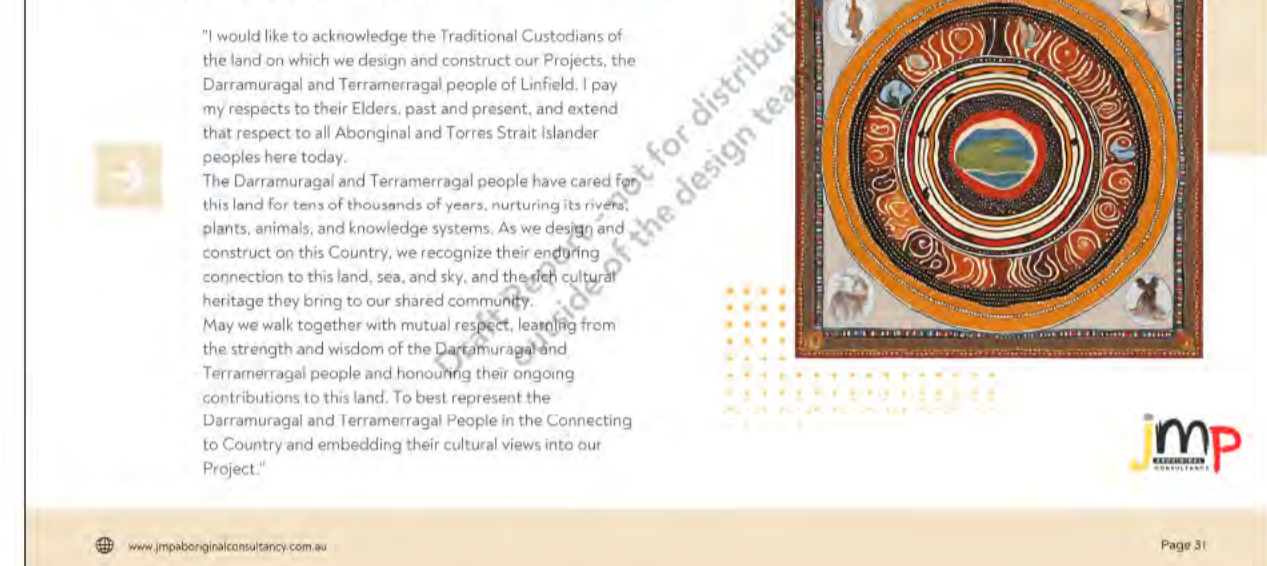 "I would like to acknowledge the Traditional Custodians of
the land on which we design and construct our Projects, the
Darramuragal and Terramerragal people of Linfield. I pay
my respects to their Elders, past and present, and extend
that respect to all Aboriginal and Torres Strait Islander
peoples here today.
The Darramuragal and Terramerragal people have cared for
this land for tens of thousands of years, nurturing its rivers,
plants, animals, and knowledge systems. As we design and
construct on this Country, we recognize their enduring
connection to this land, sea, and sky, and the rich cultural
heritage they bring to our shared community.
May we walk together with mutual respect, learning from
the strength and wisdom of the Darramuragal and
Terramerragal people and honouring their ongoing
contributions to this land. To best represent the
Darramuragal and Terramerragal People in the Connecting
to Country and embedding their cultural views into our
Project."
Draft Report - not for
outside of the design
jmp
ABORIGINAL
CONSULTANCY
www.jmpaboriginalconsultancy.com.au
Page 31